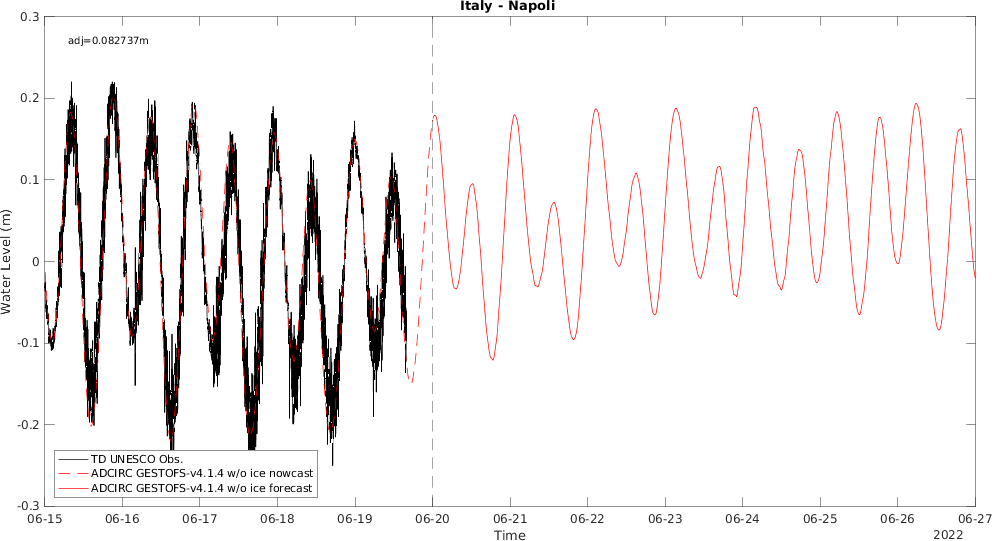 Italy - Napoli
adj=0.082737m
0.3
0.2
0.1
0
-0.1
-0.2
-0.3
Water Level (m)
TD UNESCO Obs.
ADCIRC GESTOFS-v4.1.4 w/o ice nowcast
ADCIRC GESTOFS-v4.1.4 w/o ice forecast
06-15 06-16 06-17 06-18 06-19 06-20 06-21 06-22 06-23 06-24 06-25 06-26 06-27
Time
2022